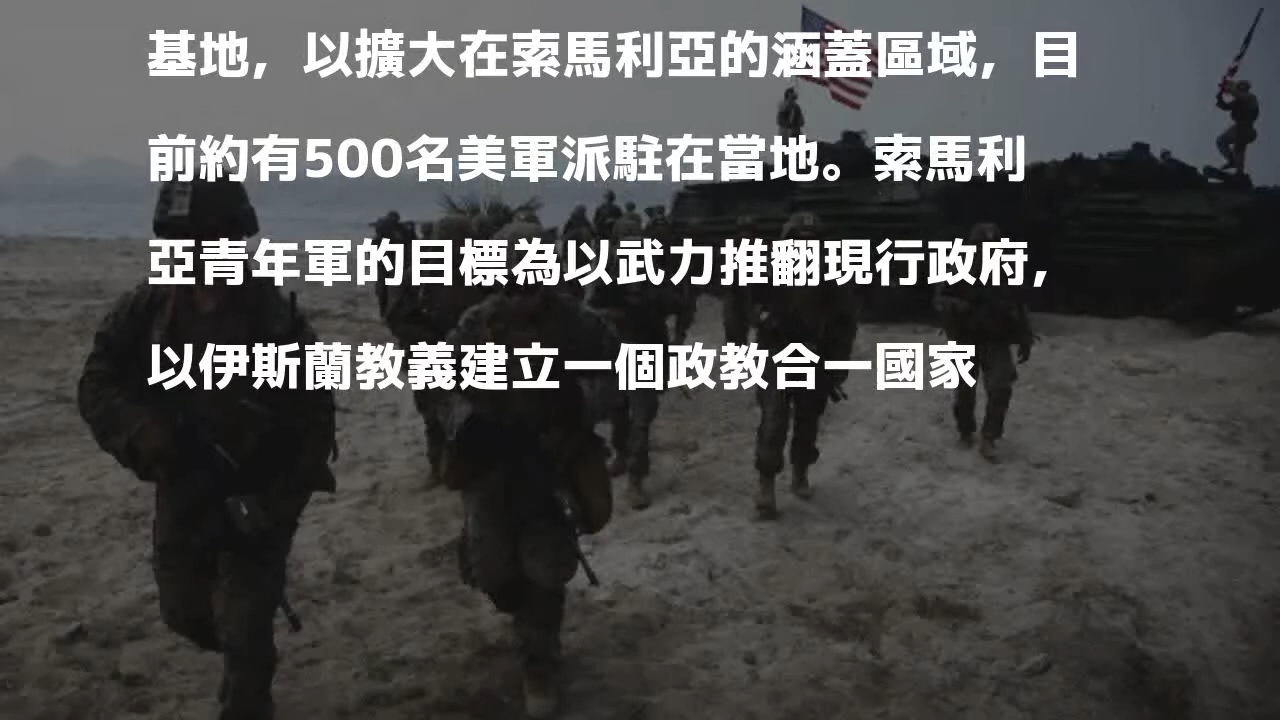 基地，以擴大在索馬利亞的涵蓋區域，目
前約有500名美軍派駐在當地。索馬利
亞青年軍的目標為以武力推翻現行政府，
以伊斯蘭教義建立一個政教合一國家